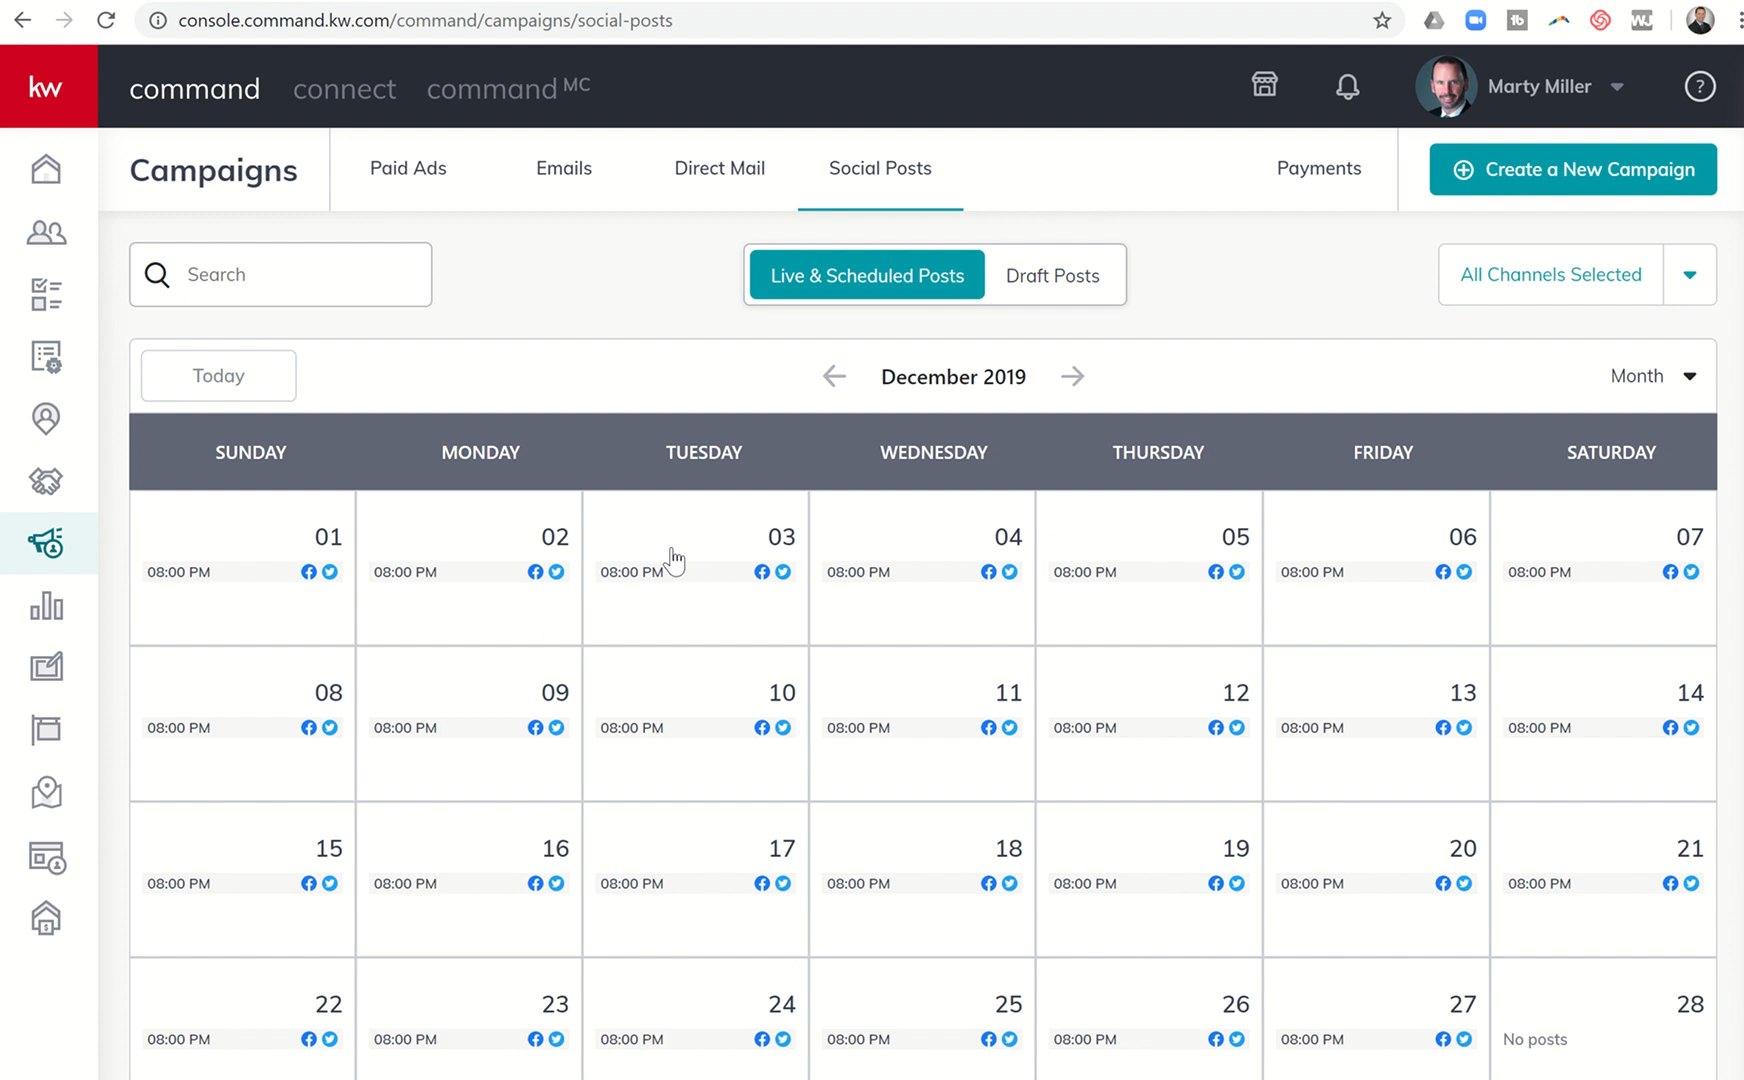 console.command.kw.com/command/campaigns/social-posts
kw command connect command MC Marty Miller ?
Campaigns Paid Ads Emails Direct Mail Social Posts Payments Create a New Campaign
Search Live & Scheduled Posts Draft Posts All Channels Selected
Today December 2019 Month
SUNDAY MONDAY TUESDAY WEDNESDAY THURSDAY FRIDAY SATURDAY
01 02 03 04 05 06 07
08:00 PM 08:00 PM 08:00 PM 08:00 PM 08:00 PM 08:00 PM 08:00 PM
08 09 10 11 12 13 14
08:00 PM 08:00 PM 08:00 PM 08:00 PM 08:00 PM 08:00 PM 08:00 PM
15 16 17 18 19 20 21
08:00 PM 08:00 PM 08:00 PM 08:00 PM 08:00 PM 08:00 PM 08:00 PM
22 23 24 25 26 27 28
08:00 PM 08:00 PM 08:00 PM 08:00 PM 08:00 PM 08:00 PM No posts